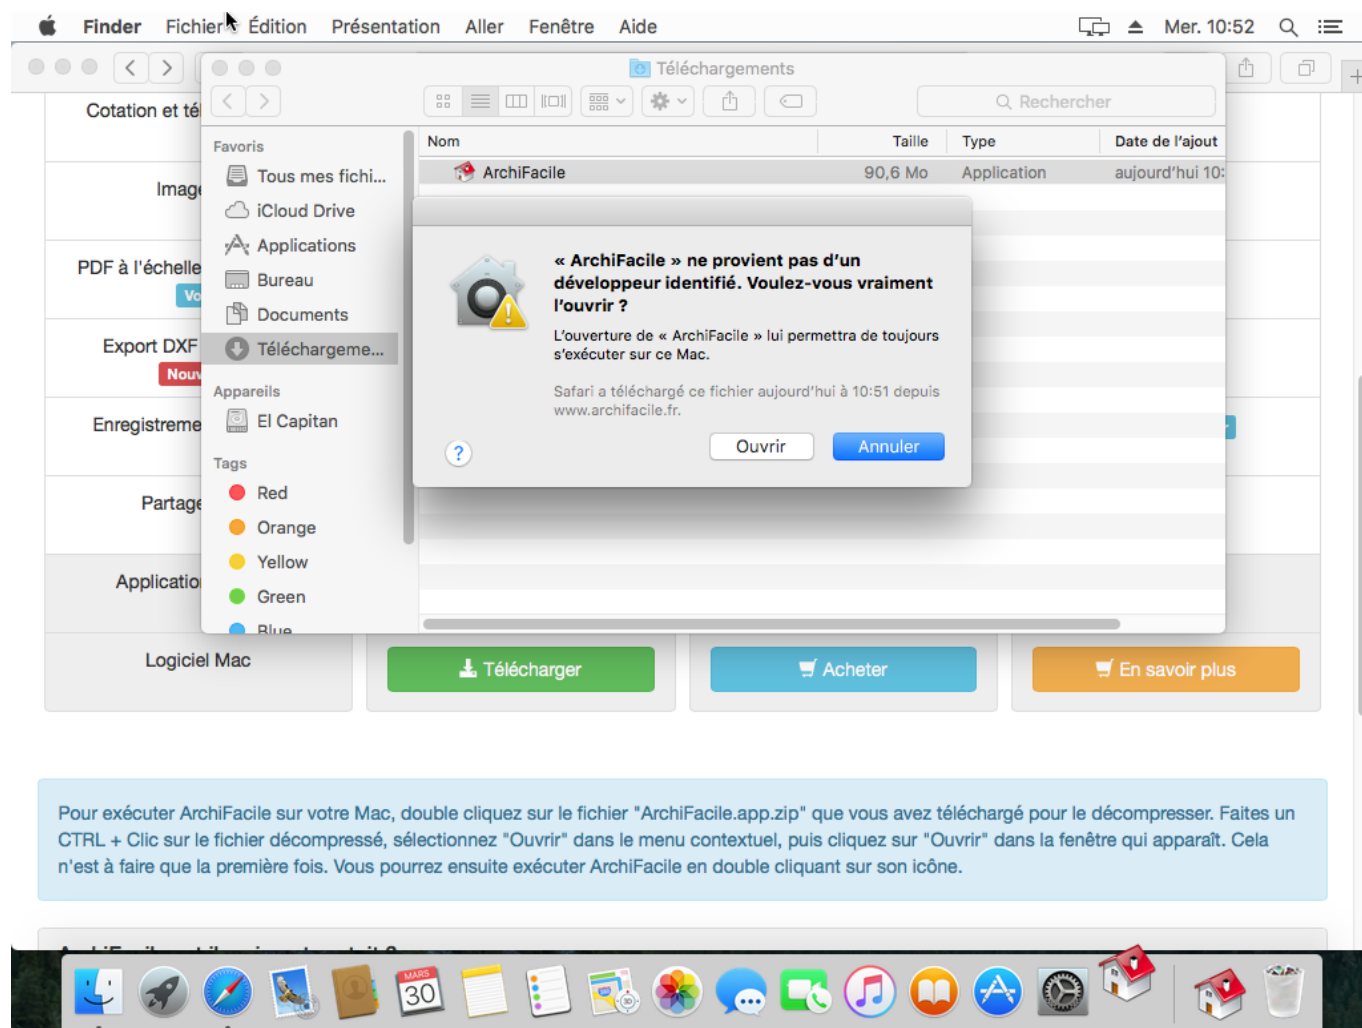 Finder Fichier Édition Présentation Aller Fenêtre Aide Mer. 10:52
Téléchargements
Rechercher
Cotation et tél
Image
PDF à l'échelle
Vo
Export DXF
Nouv
Enregistreme
Partage
Applicatio
Logiciel Mac
Favoris
Tous mes fichi...
iCloud Drive
Applications
Bureau
Documents
Téléchargeme...
Appareils
El Capitan
Tags
Red
Orange
Yellow
Green
Blue
Nom Taille Type Date de l'ajout
ArchiFacile 90,6 Mo Application aujourd'hui 10:
« ArchiFacile » ne provient pas d'un
développeur identifié. Voulez-vous vraiment
l'ouvrir ?
L'ouverture de « ArchiFacile » lui permettra de toujours
s'exécuter sur ce Mac.
Safari a téléchargé ce fichier aujourd'hui à 10:51 depuis
www.archifacile.fr.
? Ouvrir Annuler
Télécharger Acheter En savoir plus
Pour exécuter ArchiFacile sur votre Mac, double cliquez sur le fichier "ArchiFacile.app.zip" que vous avez téléchargé pour le décompresser. Faites un
CTRL + Clic sur le fichier décompressé, sélectionnez "Ouvrir" dans le menu contextuel, puis cliquez sur "Ouvrir" dans la fenêtre qui apparaît. Cela
n'est à faire que la première fois. Vous pourrez ensuite exécuter ArchiFacile en double cliquant sur son icône.
MARS
30